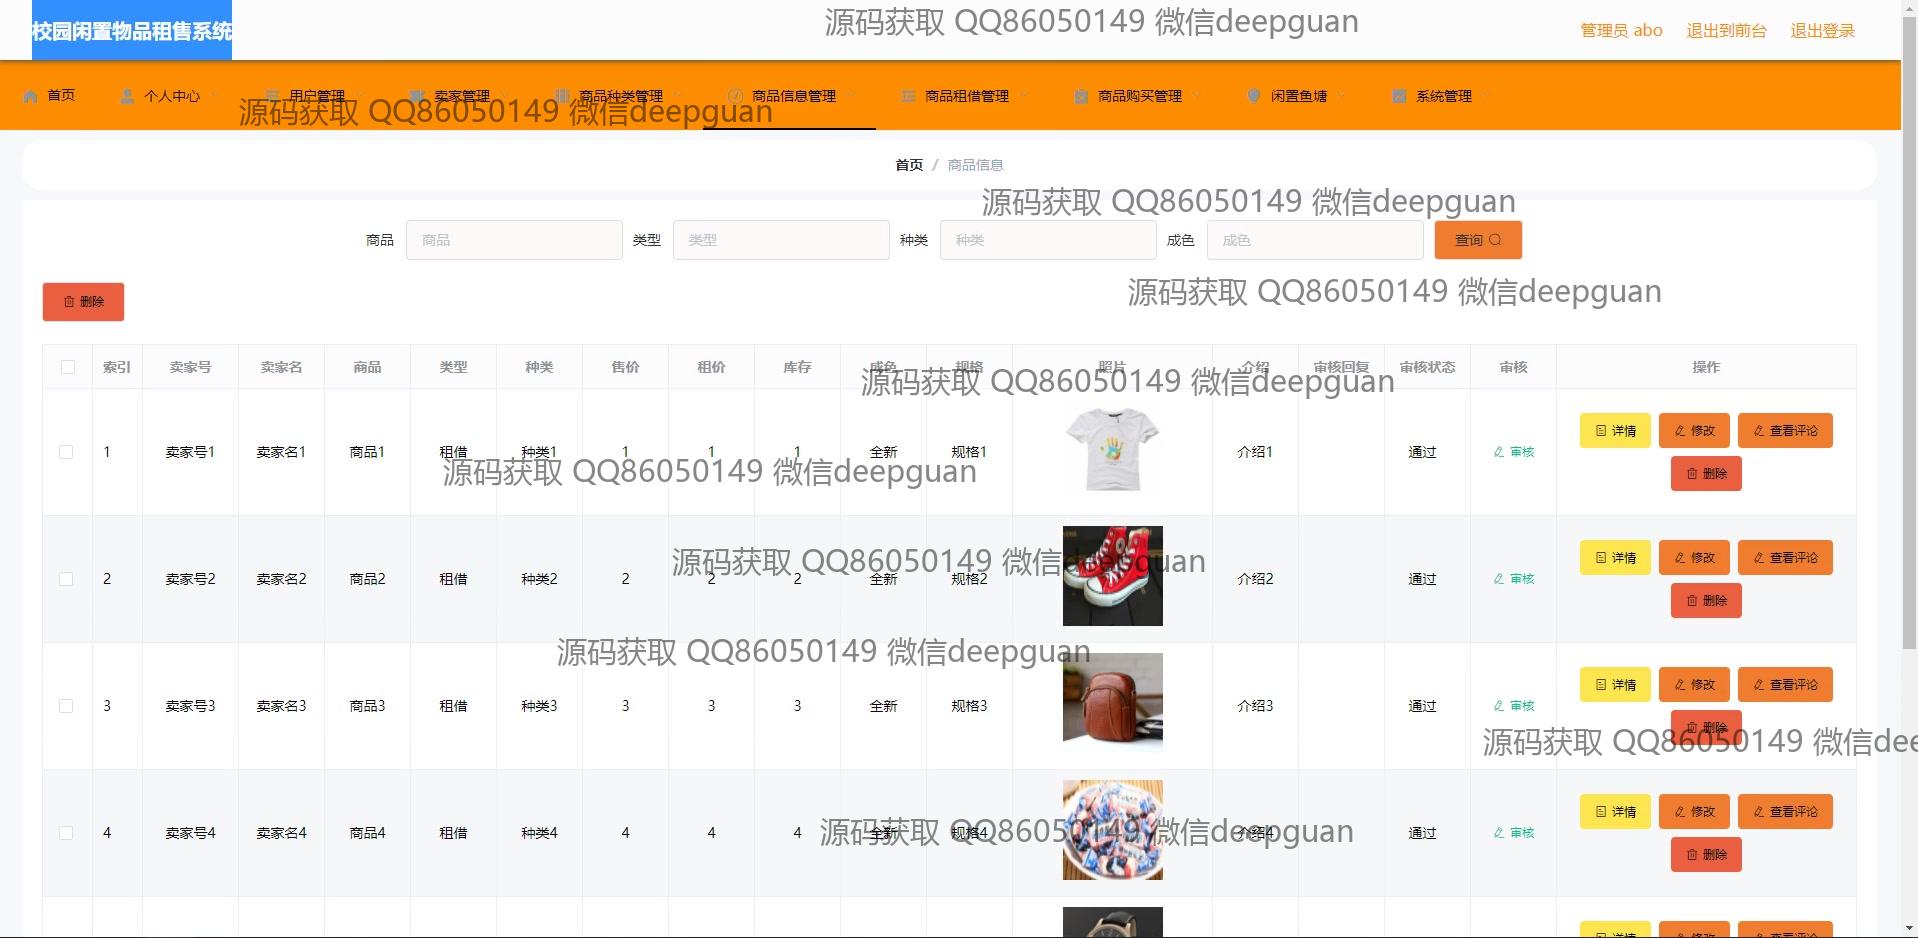 校园闲置物品租售系统
源码获取 QQ86050149 微信deepguan
管理员 abo 退出到前台 退出登录
首页 个人中心 用户管理 卖家管理 商品种类管理 商品信息管理 商品租借管理 商品购买管理 闲置鱼塘 系统管理
源码获取 QQ86050149 微信deepguan
首页 / 商品信息
源码获取 QQ86050149 微信deepguan
商品 商品 类型 类型 种类 种类 成色 成色 查询
源码获取 QQ86050149 微信deepguan
删除
索引 卖家号 卖家名 商品 类型 种类 售价 租价 库存 成色 规格 照片 介绍 审核回复 审核状态 审核 操作
源码获取 QQ86050149 微信deepguan
详情 修改 查看评论
1 卖家号1 卖家名1 商品1 租借 种类1 1 1 1 全新 规格1 介绍1 通过 审核
删除
源码获取 QQ86050149 微信deepguan
详情 修改 查看评论
源码获取 QQ86050149 微信deepguan
2 卖家号2 卖家名2 商品2 租借 种类2 2 2 2 全新 规格2 介绍2 通过 审核
删除
源码获取 QQ86050149 微信deepguan
详情 修改 查看评论
3 卖家号3 卖家名3 商品3 租借 种类3 3 3 3 全新 规格3 介绍3 通过 审核
删除
源码获取 QQ86050149 微信dee
详情 修改 查看评论
4 卖家号4 卖家名4 商品4 租借 种类4 4 4 4 全新 规格4 介绍4 通过 审核
源码获取 QQ86050149 微信deepguan
删除
详情 修改 查看评论